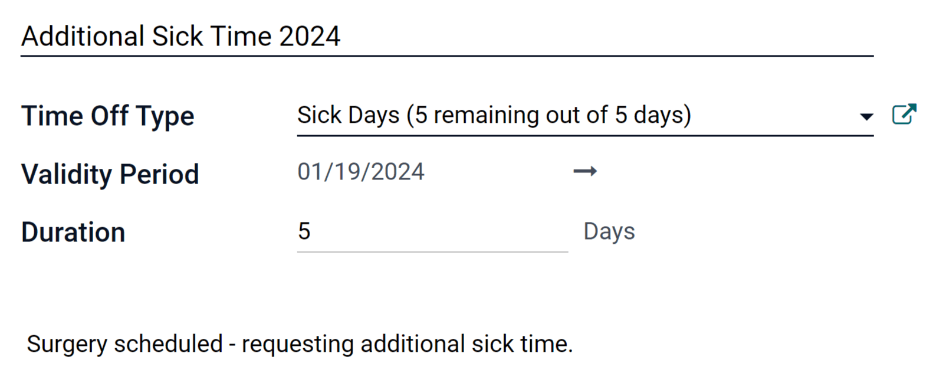 Additional Sick Time 2024
Time Off Type Sick Days (5 remaining out of 5 days)
Validity Period 01/19/2024 →
Duration 5 Days
Surgery scheduled - requesting additional sick time.